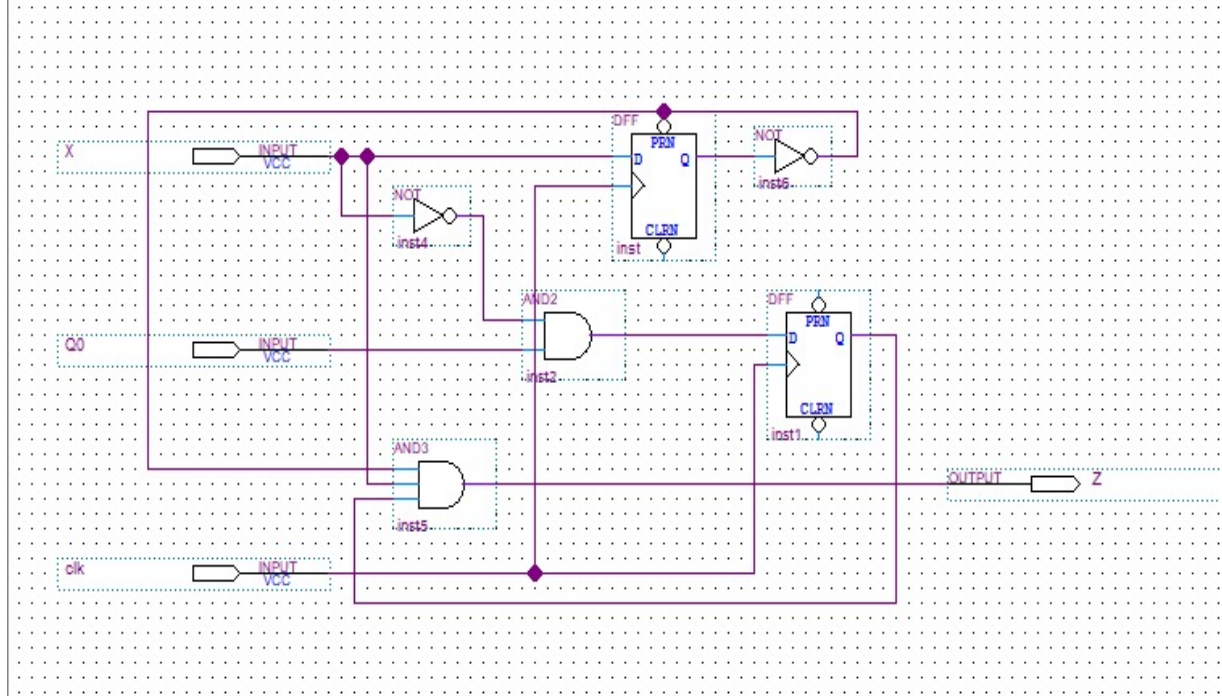 DFF
PRN
D
Q
CLRN
inst
NOT
inst6
X
INPUT
VCC
NOT
inst4
AND2
inst2
DFF
PRN
D
Q
CLRN
inst1
Q0
INPUT
VCC
AND3
inst5
OUTPUT
Z
clk
INPUT
VCC